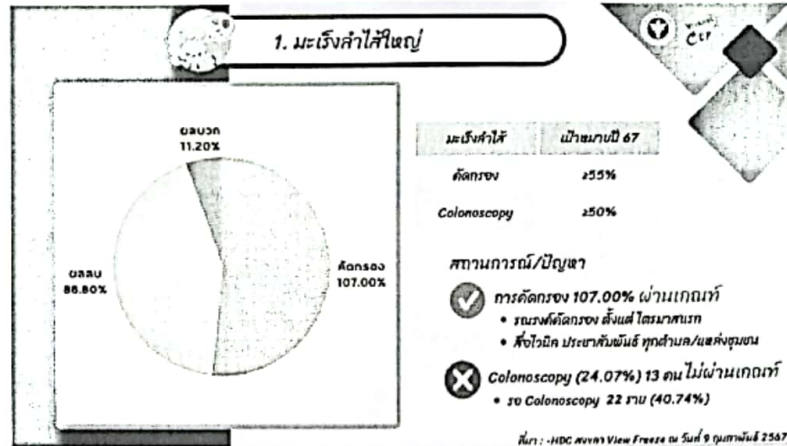 1. มะเร็งลำไส้ใหญ่
ผลบวก
11.20%
ผลลบ
88.80%
คัดกรอง
107.00%
มะเร็งลำไส้ เป้าหมายปี 67
คัดกรอง ≥55%
Colonoscopy ≥50%
สถานการณ์/ปัญหา
การคัดกรอง 107.00% ผ่านเกณฑ์
• รณรงค์คัดกรอง ตั้งแต่ ไตรมาสแรก
• สื่อไวนิล ประชาสัมพันธ์ ทุกตำบล/แหล่งชุมชน
Colonoscopy (24.07%) 13 คน ไม่ผ่านเกณฑ์
• รอ Colonoscopy 22 ราย (40.74%)
ที่มา : -HDC สงขลา View Freeze ณ วันที่ 9 กุมภาพันธ์ 2567